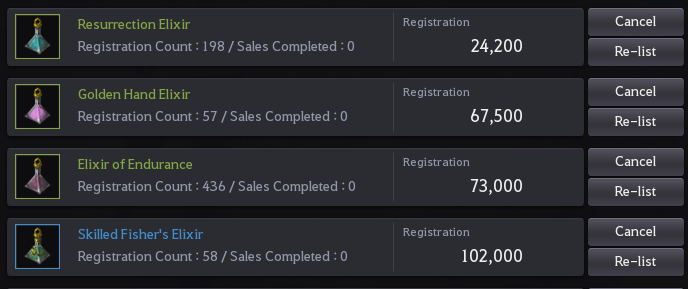 Resurrection Elixir
Registration Count : 198 / Sales Completed : 0
Registration
24,200
Cancel
Re-list
Golden Hand Elixir
Registration Count : 57 / Sales Completed : 0
Registration
67,500
Cancel
Re-list
Elixir of Endurance
Registration Count : 436 / Sales Completed : 0
Registration
73,000
Cancel
Re-list
Skilled Fisher's Elixir
Registration Count : 58 / Sales Completed : 0
Registration
102,000
Cancel
Re-list